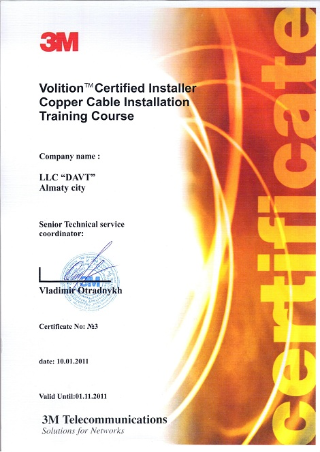 3M
Volition™ Certified Installer
Copper Cable Installation
Training Course
Company name :
LLC “DAVT”
Almaty city
Senior Technical service
coordinator:
3M
Vladimir Otradnykh
Certificate No: №3
date: 10.01.2011
Valid Until:01.11.2011
3M Telecommunications
Solutions for Networks
certificate